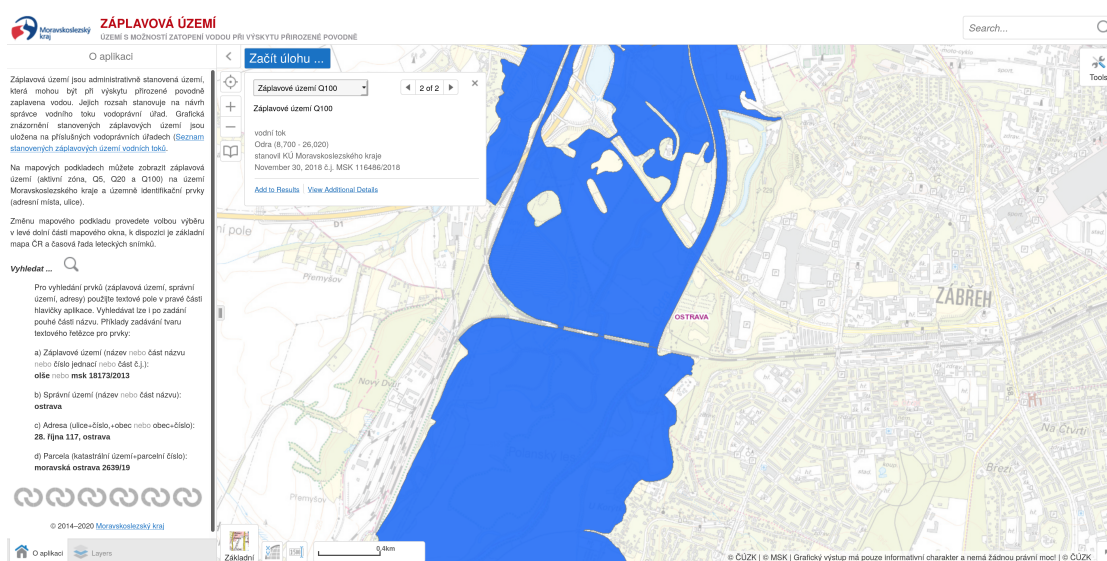 Moravskoslezský
kraj
ZÁPLAVOVÁ ÚZEMÍ
ÚZEMÍ S MOŽNOSTÍ ZATOPENÍ VODOU PŘI VÝSKYTU PŘIROZENÉ POVODNĚ
Search...
O aplikaci
Začít úlohu ...
Tools
Záplavová území jsou administrativně stanovená území,
která mohou být při výskytu přirozené povodně
zaplavena vodou. Jejich rozsah stanovuje na návrh
správce vodního toku vodoprávní úřad. Grafická
znázornění stanovených záplavových území jsou
uložena na příslušných vodoprávních úřadech (Seznam
stanovených záplavových území vodních toků.
Na mapových podkladech můžete zobrazit záplavová
území (aktivní zóna, Q5, Q20 a Q100) na území
Moravskoslezského kraje a územně identifikační prvky
(adresní místa, ulice).
Změnu mapového podkladu provedete volbou výběru
v levé dolní části mapového okna, k dispozici je základní
mapa ČR a časová řada leteckých snímků.
Vyhledat ...
Pro vyhledání prvků (záplavová území, správní
území, adresy) použijte textové pole v pravé části
hlavičky aplikace. Vyhledávat lze i po zadání
pouhé části názvu. Příklady zadávání tvaru
textového řetězce pro prvky:
a) Záplavové území (název nebo část názvu
nebo číslo jednací nebo část č.j.):
olše nebo msk 18173/2013
b) Správní území (název nebo část názvu):
ostrava
c) Adresa (ulice+číslo,+obec nebo obec+číslo):
28. října 117, ostrava
d) Parcela (katastrální území+parcelní číslo):
moravská ostrava 2639/19
© 2014–2020 Moravskoslezský kraj
O aplikaci
Layers
Záplavové území Q100
2 of 2
Záplavové území Q100
vodní tok
Odra (8,700 - 26,020)
stanovil KÚ Moravskoslezského kraje
November 30, 2018 č.j. MSK 116486/2018
Add to Results
View Additional Details
D1
ní pole
Přemyšov
OSTRAVA
ZÁBŘEH
Nový Dvůr
Na Čtvrti
Březi
Přemyšov
Základní
0.4km
© ČÚZK | © MSK | Grafický výstup má pouze informativní charakter a nemá žádnou právní moc! | © ČÚZK